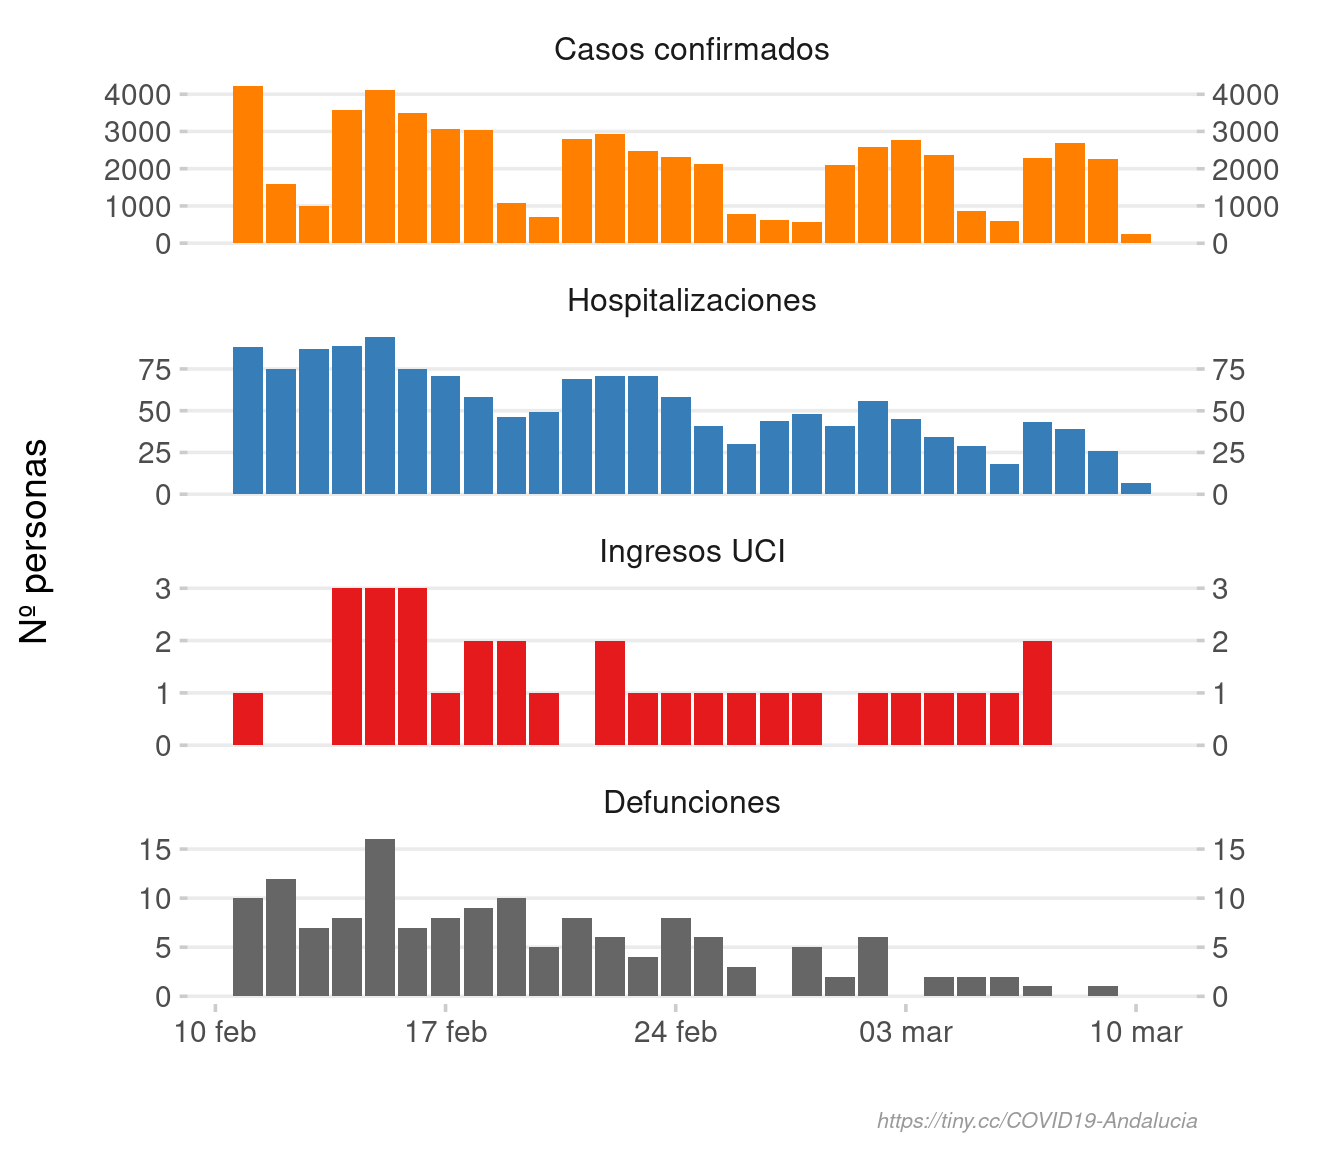 Casos confirmados
4000 4000
3000 3000
2000 2000
1000 1000
0 0
Hospitalizaciones
75 75
50 50
25 25
0 0
Nº personas
Ingresos UCI
3 3
2 2
1 1
0 0
Defunciones
15 15
10 10
5 5
0 0
10 feb 17 feb 24 feb 03 mar 10 mar
https://tiny.cc/COVID19-Andalucia